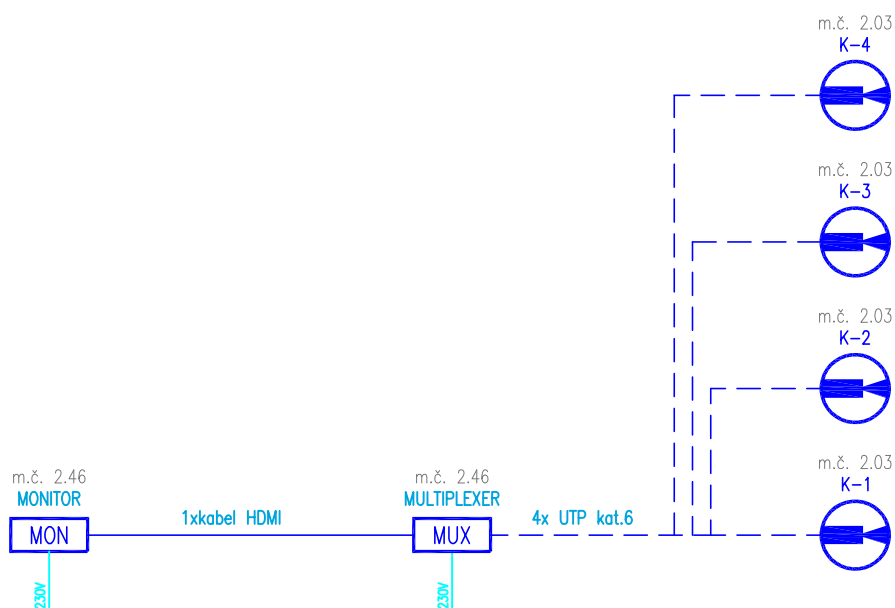 m.č. 2.03
K-4
m.č. 2.03
K-3
m.č. 2.03
K-2
m.č. 2.03
K-1
m.č. 2.46
MONITOR
MON
230V
1xkabel HDMI
m.č. 2.46
MULTIPLEXER
MUX
230V
4x UTP kat.6